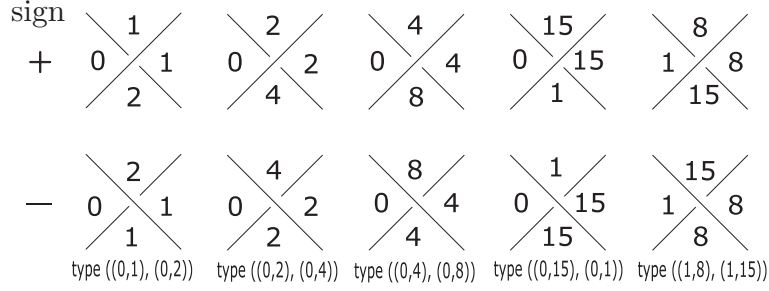 sign
1 2 4 15 8
+ 0 1 0 2 0 4 0 15 1 8
2 4 8 1 15
2 4 8 1 15
− 0 1 0 2 0 4 0 15 1 8
1 2 4 15 8
type ((0,1), (0,2)) type ((0,2), (0,4)) type ((0,4), (0,8)) type ((0,15), (0,1)) type ((1,8), (1,15))